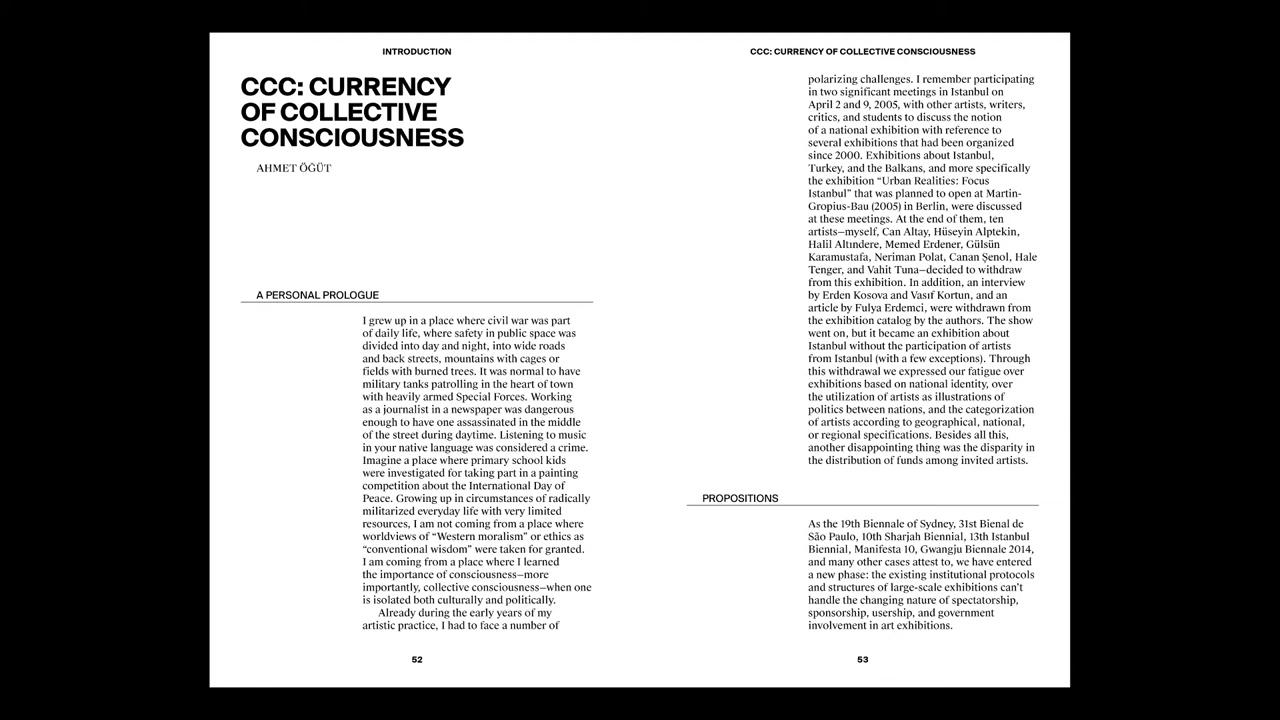 INTRODUCTION
CCC: CURRENCY
OF COLLECTIVE
CONSCIOUSNESS
AHMET ÖĞÜT
A PERSONAL PROLOGUE
I grew up in a place where civil war was part
of daily life, where safety in public space was
divided into day and night, into wide roads
and back streets, mountains with cages or
fields with burned trees. It was normal to have
military tanks patrolling in the heart of town
with heavily armed Special Forces. Working
as a journalist in a newspaper was dangerous
enough to have one assassinated in the middle
of the street during daytime. Listening to music
in your native language was considered a crime.
Imagine a place where primary school kids
were investigated for taking part in a painting
competition about the International Day of
Peace. Growing up in circumstances of radically
militarized everyday life with very limited
resources, I am not coming from a place where
worldviews of “Western moralism” or ethics as
“conventional wisdom” were taken for granted.
I am coming from a place where I learned
the importance of consciousness—more
importantly, collective consciousness—when one
is isolated both culturally and politically.
Already during the early years of my
artistic practice, I had to face a number of
52
CCC: CURRENCY OF COLLECTIVE CONSCIOUSNESS
polarizing challenges. I remember participating
in two significant meetings in Istanbul on
April 2 and 9, 2005, with other artists, writers,
critics, and students to discuss the notion
of a national exhibition with reference to
several exhibitions that had been organized
since 2000. Exhibitions about Istanbul,
Turkey, and the Balkans, and more specifically
the exhibition “Urban Realities: Focus
Istanbul” that was planned to open at Martin-
Gropius-Bau (2005) in Berlin, were discussed
at these meetings. At the end of them, ten
artists—myself, Can Altay, Hüseyin Alptekin,
Halil Altındere, Memed Erdener, Gülsün
Karamustafa, Neriman Polat, Canan Şenol, Hale
Tenger, and Vahit Tuna—decided to withdraw
from this exhibition. In addition, an interview
by Erden Kosova and Vasıf Kortun, and an
article by Fulya Erdemci, were withdrawn from
the exhibition catalog by the authors. The show
went on, but it became an exhibition about
Istanbul without the participation of artists
from Istanbul (with a few exceptions). Through
this withdrawal we expressed our fatigue over
exhibitions based on national identity, over
the utilization of artists as illustrations of
politics between nations, and the categorization
of artists according to geographical, national,
or regional specifications. Besides all this,
another disappointing thing was the disparity in
the distribution of funds among invited artists.
PROPOSITIONS
As the 19th Biennale of Sydney, 31st Bienal de
São Paulo, 10th Sharjah Biennial, 13th Istanbul
Biennial, Manifesta 10, Gwangju Biennale 2014,
and many other cases attest to, we have entered
a new phase: the existing institutional protocols
and structures of large-scale exhibitions can’t
handle the changing nature of spectatorship,
sponsorship, usership, and government
involvement in art exhibitions.
53